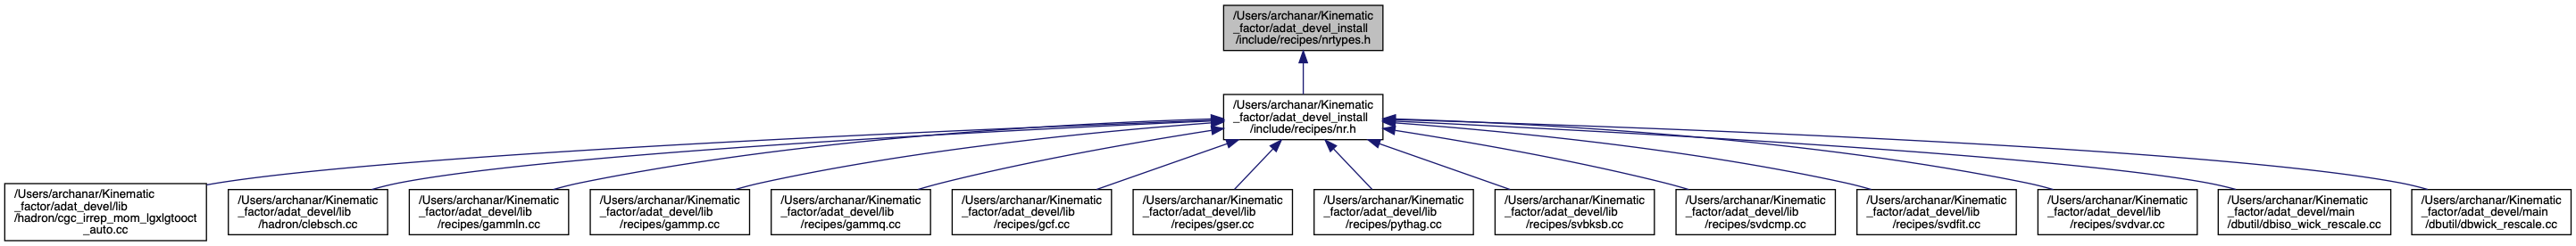 /Users/archanar/Kinematic
_factor/adat_devel_install
/include/recipes/nrtypes.h
/Users/archanar/Kinematic
_factor/adat_devel_install
/include/recipes/nr.h
/Users/archanar/Kinematic
_factor/adat_devel/lib
/hadron/cgc_irrep_mom_lgxlgtooct
_auto.cc
/Users/archanar/Kinematic
_factor/adat_devel/lib
/hadron/clebsch.cc
/Users/archanar/Kinematic
_factor/adat_devel/lib
/recipes/gammln.cc
/Users/archanar/Kinematic
_factor/adat_devel/lib
/recipes/gammp.cc
/Users/archanar/Kinematic
_factor/adat_devel/lib
/recipes/gammq.cc
/Users/archanar/Kinematic
_factor/adat_devel/lib
/recipes/gcf.cc
/Users/archanar/Kinematic
_factor/adat_devel/lib
/recipes/gser.cc
/Users/archanar/Kinematic
_factor/adat_devel/lib
/recipes/pythag.cc
/Users/archanar/Kinematic
_factor/adat_devel/lib
/recipes/svbksb.cc
/Users/archanar/Kinematic
_factor/adat_devel/lib
/recipes/svdcmp.cc
/Users/archanar/Kinematic
_factor/adat_devel/lib
/recipes/svdfit.cc
/Users/archanar/Kinematic
_factor/adat_devel/lib
/recipes/svdvar.cc
/Users/archanar/Kinematic
_factor/adat_devel/main
/dbutil/dbiso_wick_rescale.cc
/Users/archanar/Kinematic
_factor/adat_devel/main
/dbutil/dbwick_rescale.cc